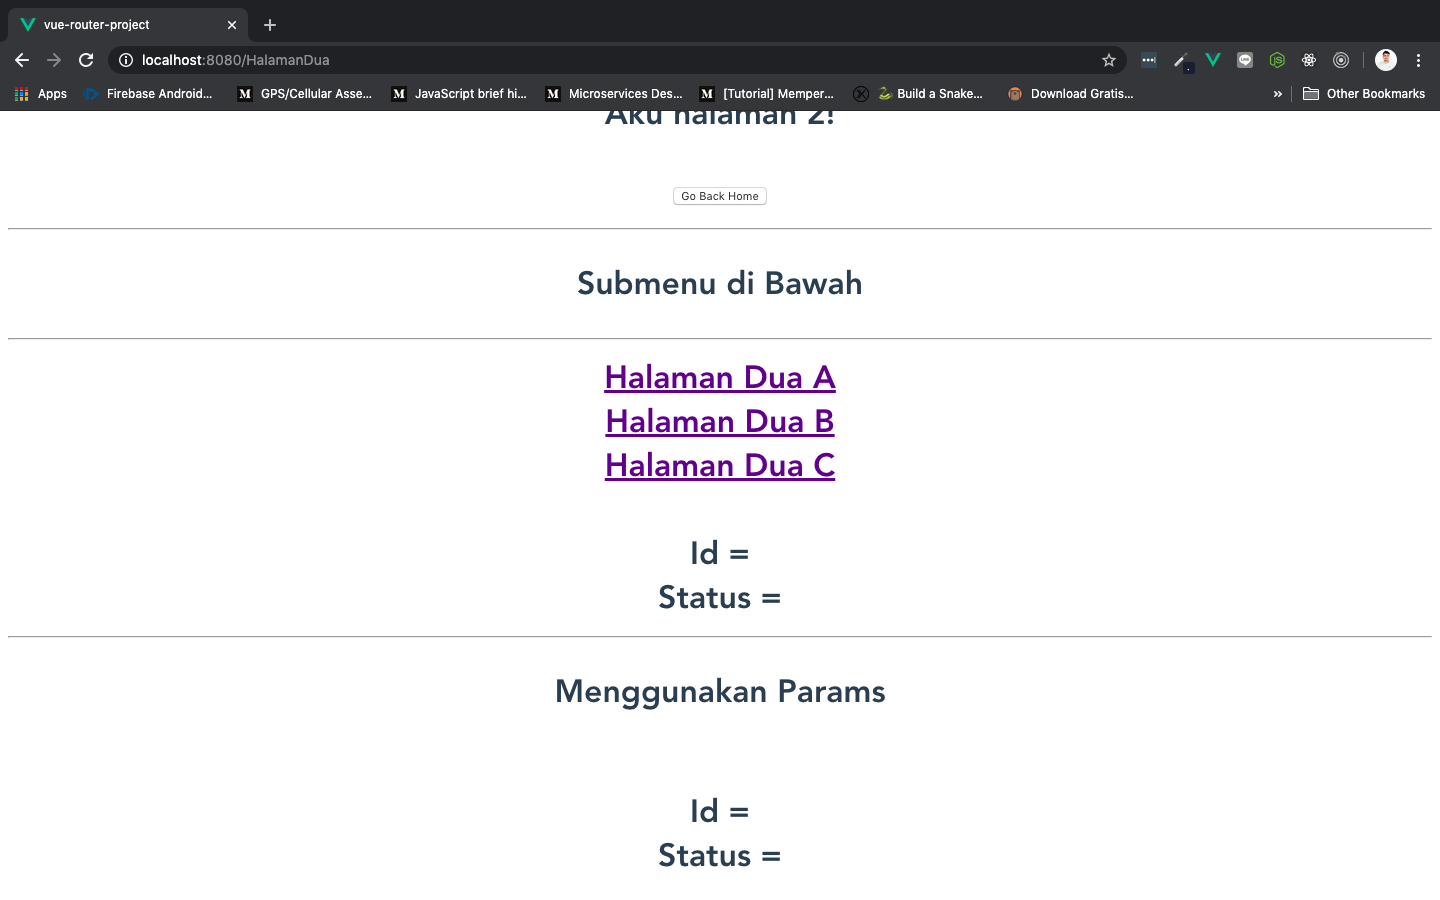 vue-router-project
localhost:8080/HalamanDua
Apps
Firebase Android...
GPS/Cellular Asse...
JavaScript brief hi...
Microservices Des...
[Tutorial] Memper...
Build a Snake...
Download Gratis...
»
Other Bookmarks
Aku halaman 2!
Go Back Home
Submenu di Bawah
Halaman Dua A
Halaman Dua B
Halaman Dua C
Id =
Status =
Menggunakan Params
Id =
Status =